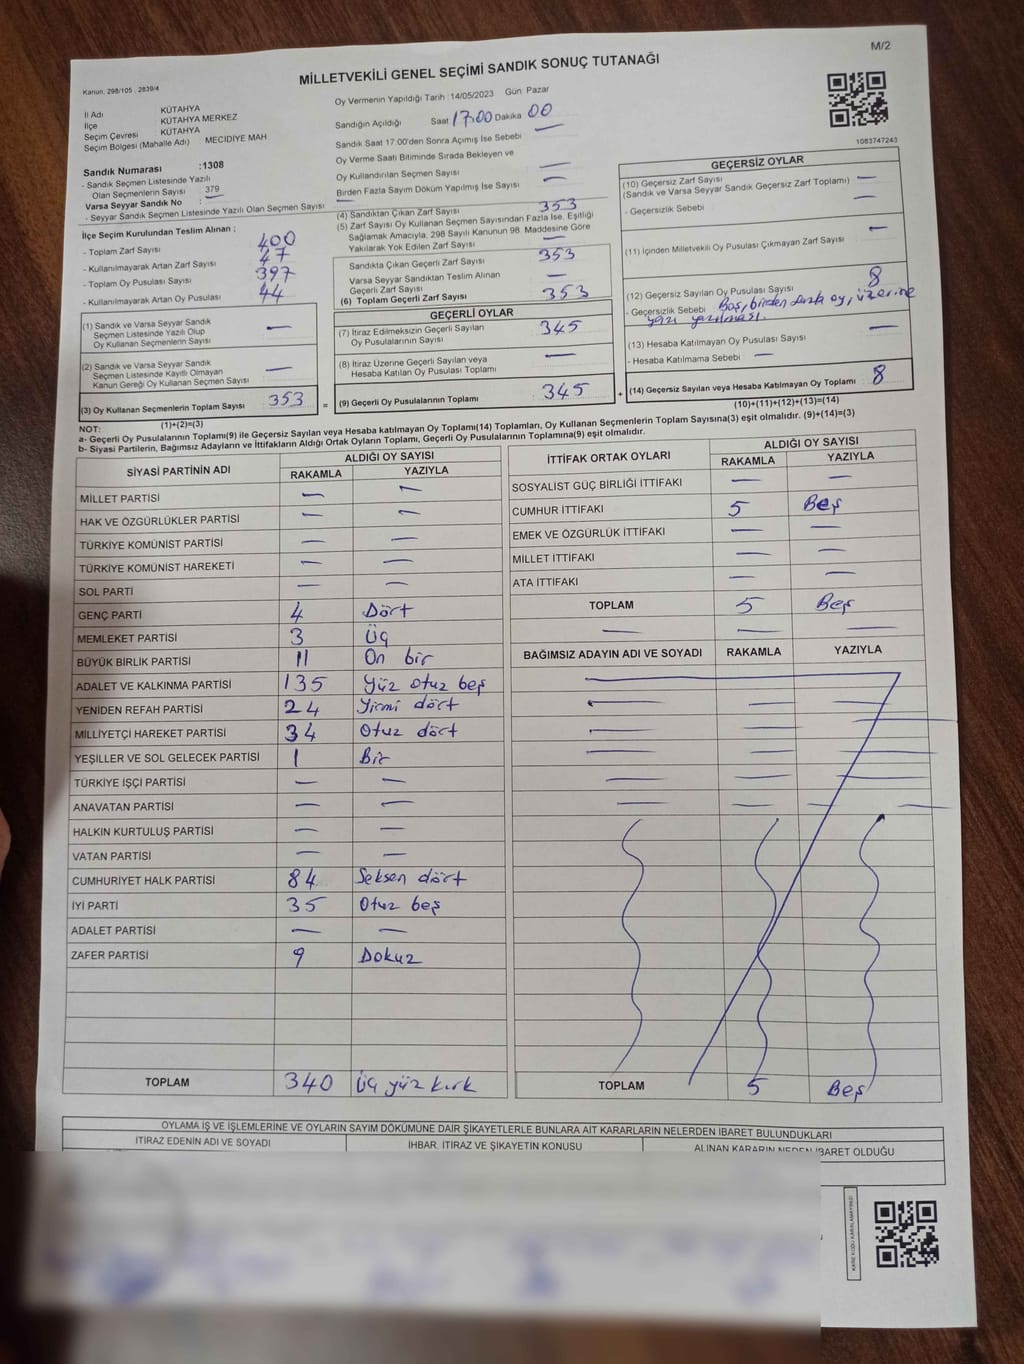 M/2
MİLLETVEKİLİ GENEL SEÇİMİ SANDIK SONUÇ TUTANAĞI
Kanun; 298/105 , 2839/4
İl Adı KÜTAHYA
İlçe KÜTAHYA MERKEZ
Seçim Çevresi KÜTAHYA
Seçim Bölgesi (Mahalle Adı) MECİDİYE MAH
Oy Vermenin Yapıldığı Tarih :14/05/2023 Gün Pazar
Sandığın Açıldığı Saat 17:00 Dakika 00
Sandık Saat 17.00'den Sonra Açımış İse Sebebi —
Oy Verme Saati Bitiminde Sırada Bekleyen ve
Oy Kullandırılan Seçmen Sayısı —
Birden Fazla Sayım Döküm Yapılmış İse Sayısı —
1083747243
Sandık Numarası :1308
- Sandık Seçmen Listesinde Yazılı
Olan Seçmenlerin Sayısı : 379
Varsa Seyyar Sandık No : —
- Seyyar Sandık Seçmen Listesinde Yazılı Olan Seçmen Sayısı —
İlçe Seçim Kurulundan Teslim Alınan ;
- Toplam Zarf Sayısı 400
- Kullanılmayarak Artan Zarf Sayısı 47
- Toplam Oy Pusulası Sayısı 397
- Kullanılmayarak Artan Oy Pusulası 44
(1) Sandık ve Varsa Seyyar Sandık
Seçmen Listesinde Yazılı Olup
Oy Kullanan Seçmenlerin Sayısı —
(2) Sandık ve Varsa Seyyar Sandık
Seçmen Listesinde Kayıtlı Olmayan
Kanun Gereği Oy Kullanan Seçmen Sayısı —
(3) Oy Kullanan Seçmenlerin Toplam Sayısı 353
(1)+(2)=(3)
(4) Sandıktan Çıkan Zarf Sayısı 353
(5) Zarf Sayısı Oy Kullanan Seçmen Sayısından Fazla İse, Eşitliği
Sağlamak Amacıyla, 298 Sayılı Kanunun 98. Maddesine Göre
Yakılarak Yok Edilen Zarf Sayısı —
Sandıkta Çıkan Geçerli Zarf Sayısı 353
Varsa Seyyar Sandıktan Teslim Alınan
Geçerli Zarf Sayısı —
(6) Toplam Geçerli Zarf Sayısı 353
GEÇERLİ OYLAR
(7) İtiraz Edilmeksizin Geçerli Sayılan
Oy Pusulalarının Sayısı 345
(8) İtiraz Üzerine Geçerli Sayılan veya
Hesaba Katılan Oy Pusulası Toplamı —
= (9) Geçerli Oy Pusulalarının Toplamı 345 +
GEÇERSİZ OYLAR
(10) Geçersiz Zarf Sayısı —
(Sandık ve Varsa Seyyar Sandık Geçersiz Zarf Toplamı)
- Geçersizlik Sebebi —
(11) İçinden Milletvekili Oy Pusulası Çıkmayan Zarf Sayısı —
(12) Geçersiz Sayılan Oy Pusulası Sayısı 8
- Geçersizlik Sebebi Boş, birden fazla oy, üzerine
yazı yazılması.
(13) Hesaba Katılmayan Oy Pusulası Sayısı —
- Hesaba Katılmama Sebebi —
(14) Geçersiz Sayılan veya Hesaba Katılmayan Oy Toplamı 8
(10)+(11)+(12)+(13)=(14)
NOT:
a- Geçerli Oy Pusulalarının Toplamı(9) ile Geçersiz Sayılan veya Hesaba Katılmayan Oy Toplamı(14) Toplamları, Oy Kullanan Seçmenlerin Toplam Sayısına(3) eşit olmalıdır. (9)+(14)=(3)
b- Siyasi Partilerin, Bağımsız Adayların ve İttifakların Aldığı Ortak Oyların Toplamı, Geçerli Oy Pusulalarının Toplamına(9) eşit olmalıdır.
SİYASİ PARTİNİN ADI ALDIĞI OY SAYISI
RAKAMLA YAZIYLA
MİLLET PARTİSİ — —
HAK VE ÖZGÜRLÜKLER PARTİSİ — —
TÜRKİYE KOMÜNİST PARTİSİ — —
TÜRKİYE KOMÜNİST HAREKETİ — —
SOL PARTİ — —
GENÇ PARTİ 4 Dört
MEMLEKET PARTİSİ 3 Üç
BÜYÜK BİRLİK PARTİSİ 11 On bir
ADALET VE KALKINMA PARTİSİ 135 Yüz otuz beş
YENİDEN REFAH PARTİSİ 24 Yirmi dört
MİLLİYETÇİ HAREKET PARTİSİ 34 Otuz dört
YEŞİLLER VE SOL GELECEK PARTİSİ 1 Bir
TÜRKİYE İŞÇİ PARTİSİ — —
ANAVATAN PARTİSİ — —
HALKIN KURTULUŞ PARTİSİ — —
VATAN PARTİSİ — —
CUMHURİYET HALK PARTİSİ 84 Seksen dört
İYİ PARTİ 35 Otuz beş
ADALET PARTİSİ — —
ZAFER PARTİSİ 9 Dokuz
TOPLAM 340 Üç yüz kırk
İTTİFAK ORTAK OYLARI ALDIĞI OY SAYISI
RAKAMLA YAZIYLA
SOSYALİST GÜÇ BİRLİĞİ İTTİFAKI — —
CUMHUR İTTİFAKI 5 Beş
EMEK VE ÖZGÜRLÜK İTTİFAKI — —
MİLLET İTTİFAKI — —
ATA İTTİFAKI — —
TOPLAM 5 Beş
— — —
BAĞIMSIZ ADAYIN ADI VE SOYADI RAKAMLA YAZIYLA
TOPLAM 5 Beş
OYLAMA İŞ VE İŞLEMLERİNE VE OYLARIN SAYIM DÖKÜMÜNE DAİR ŞİKAYETLERLE BUNLARA AİT KARARLARIN NELERDEN İBARET BULUNDUKLARI
İTİRAZ EDENİN ADI VE SOYADI İHBAR, İTİRAZ VE ŞİKAYETİN KONUSU ALINAN KARARIN NEDEN İBARET OLDUĞU
KARE KODU KARALAMAYINIZ!